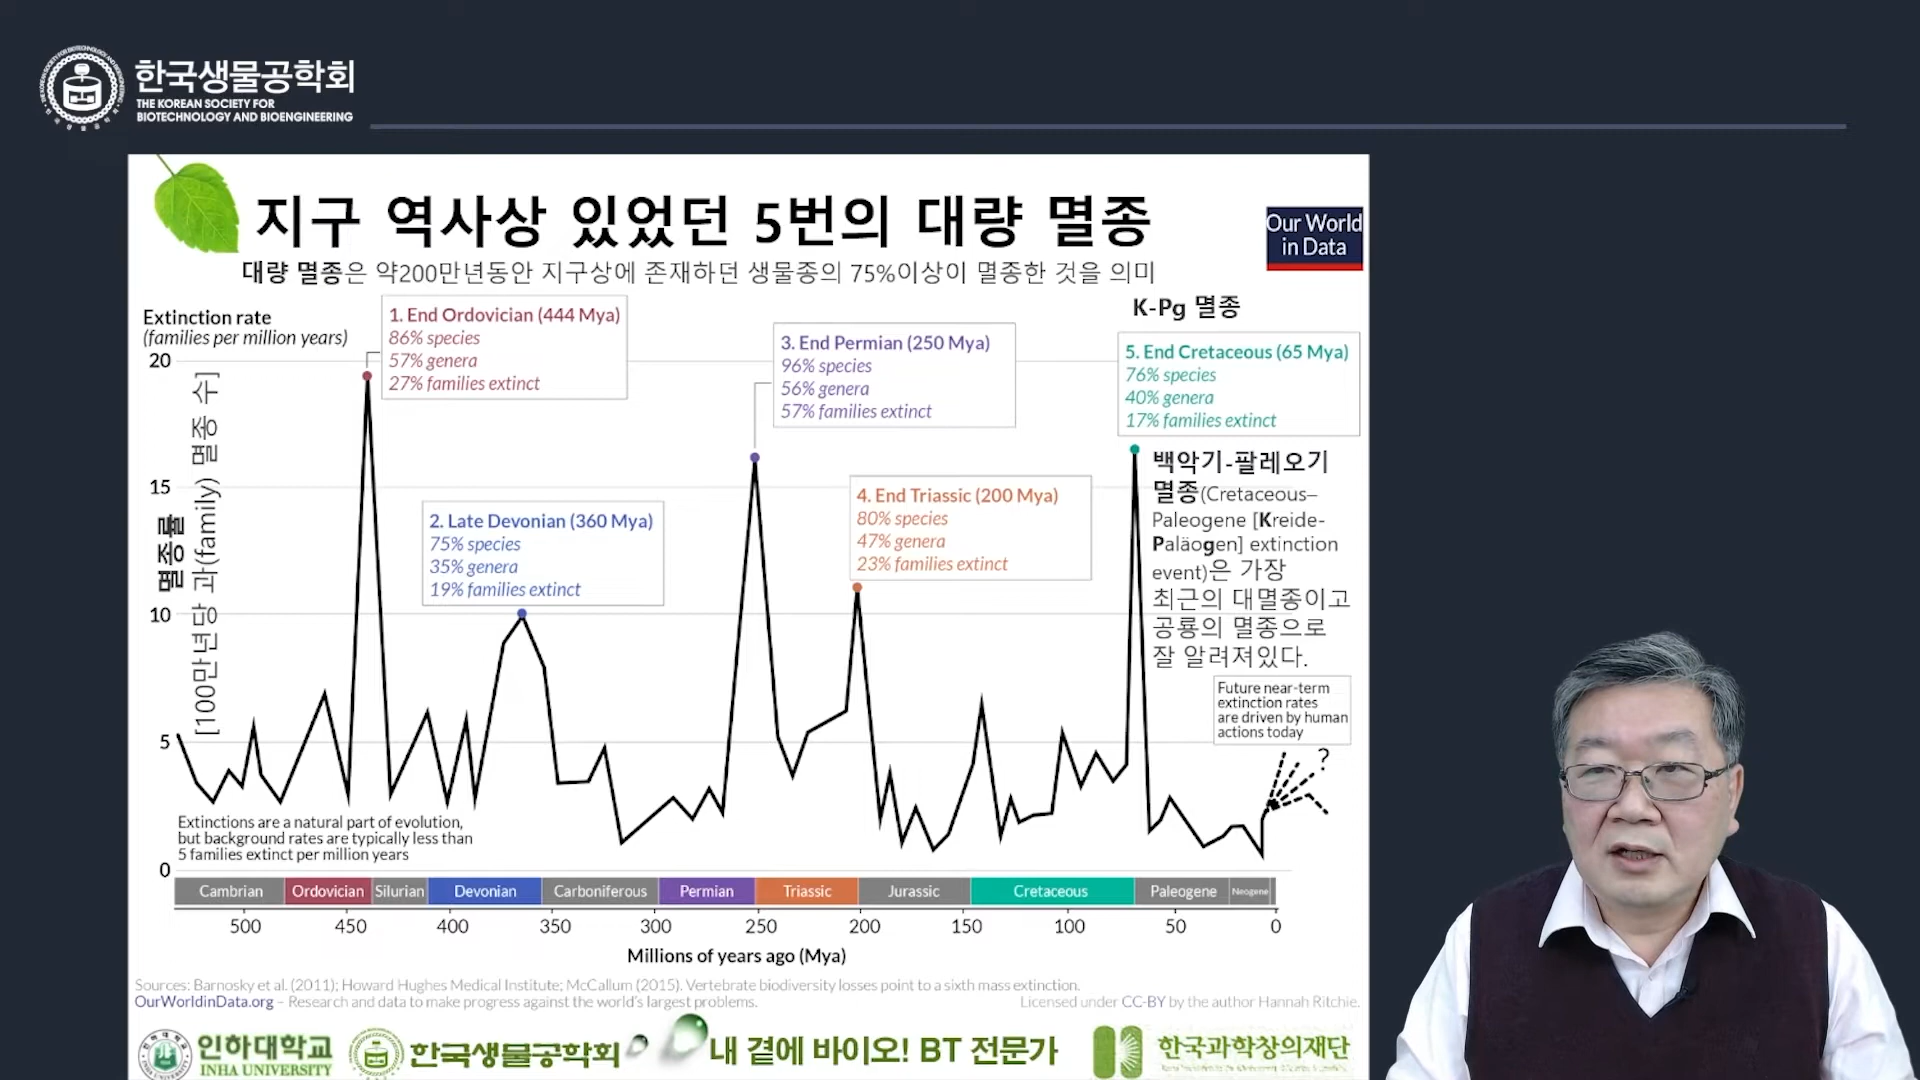 한국생물공학회
THE KOREAN SOCIETY FOR
BIOTECHNOLOGY AND BIOENGINEERING
지구 역사상 있었던 5번의 대량 멸종
Our World
in Data
대량 멸종은 약200만년동안 지구상에 존재하던 생물종의 75%이상이 멸종한 것을 의미
K-Pg 멸종
Extinction rate
(families per million years)
1. End Ordovician (444 Mya)
86% species
57% genera
27% families extinct
3. End Permian (250 Mya)
96% species
56% genera
57% families extinct
5. End Cretaceous (65 Mya)
76% species
40% genera
17% families extinct
2. Late Devonian (360 Mya)
75% species
35% genera
19% families extinct
4. End Triassic (200 Mya)
80% species
47% genera
23% families extinct
백악기-팔레오기
멸종(Cretaceous–
Paleogene [Kreide-
Paläogen] extinction
event)은 가장
최근의 대멸종이고
공룡의 멸종으로
잘 알려져있다.
Future near-term
extinction rates
are driven by human
actions today
?
20
15
10
5
0
멸종률
[100만년당 과(family) 멸종 수]
Extinctions are a natural part of evolution,
but background rates are typically less than
5 families extinct per million years
Cambrian Ordovician Silurian Devonian Carboniferous Permian Triassic Jurassic Cretaceous Paleogene Neogene
500 450 400 350 300 250 200 150 100 50 0
Millions of years ago (Mya)
Sources: Barnosky et al. (2011); Howard Hughes Medical Institute; McCallum (2015). Vertebrate biodiversity losses point to a sixth mass extinction.
OurWorldinData.org – Research and data to make progress against the world's largest problems.
Licensed under CC-BY by the author Hannah Ritchie.
인하대학교
INHA UNIVERSITY
한국생물공학회
내 곁에 바이오! BT 전문가
한국과학창의재단